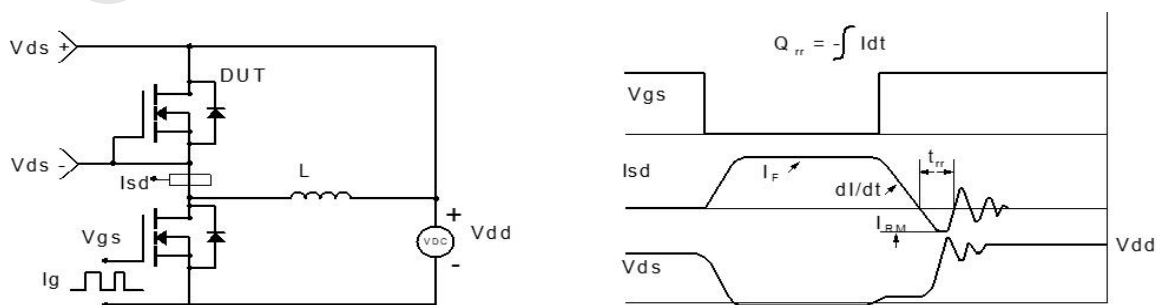 Vds +
DUT
Vds -
Isd
L
Vgs
Ig
VDC
+
-
Vdd
Q rr = - ∫ Idt
Vgs
Isd
I F
dI/dt
t rr
I RM
Vds
Vdd